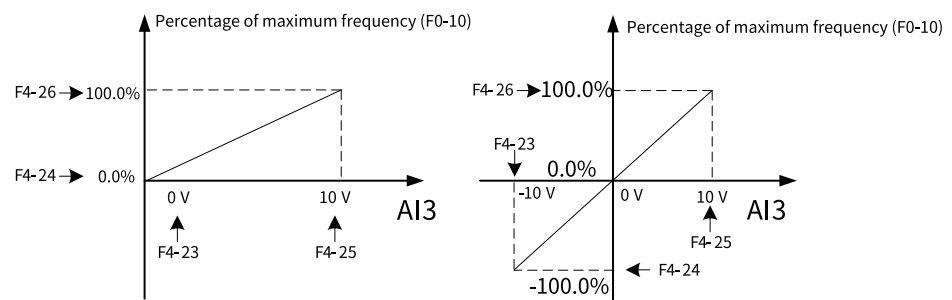 Percentage of maximum frequency (F0-10)
F4-26
100.0%
F4-24
0.0%
0 V
10 V
AI3
F4-23
F4-25
Percentage of maximum frequency (F0-10)
F4-26
100.0%
F4-23
0.0%
-10 V
0 V
10 V
AI3
F4-25
F4-24
-100.0%